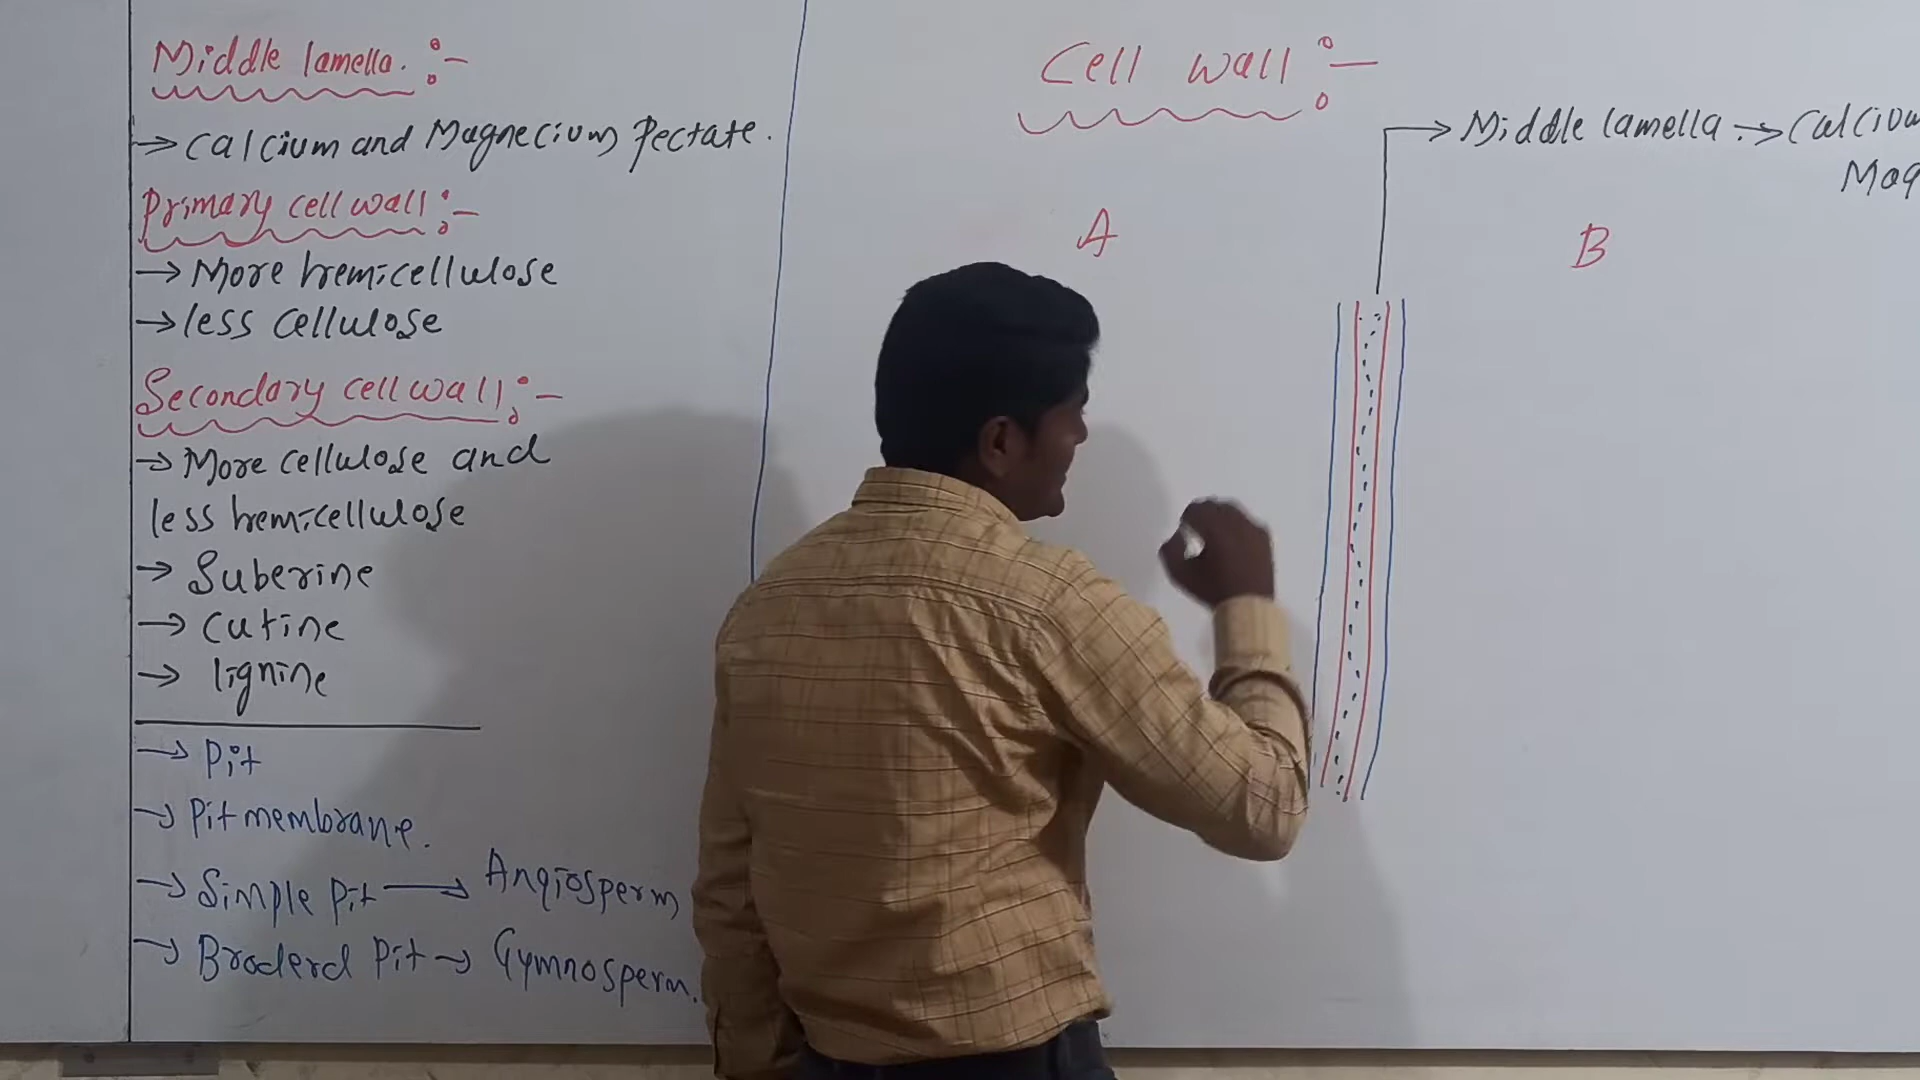 Middle lamella. :-
→ Calcium and Magnecium Pectate.
Primary cell wall :-
→ More hemicellulose
→ less cellulose
Secondary cell wall :-
→ More cellulose and
less hemicellulose
→ Suberine
→ Cutine
→ lignine
→ Pit
→ Pit membrane.
→ Simple Pit → Angiosperm
→ Broderd Pit → Gymnosperm.
Cell wall :-
→ Middle lamella. → Calcium
Mag
A
B